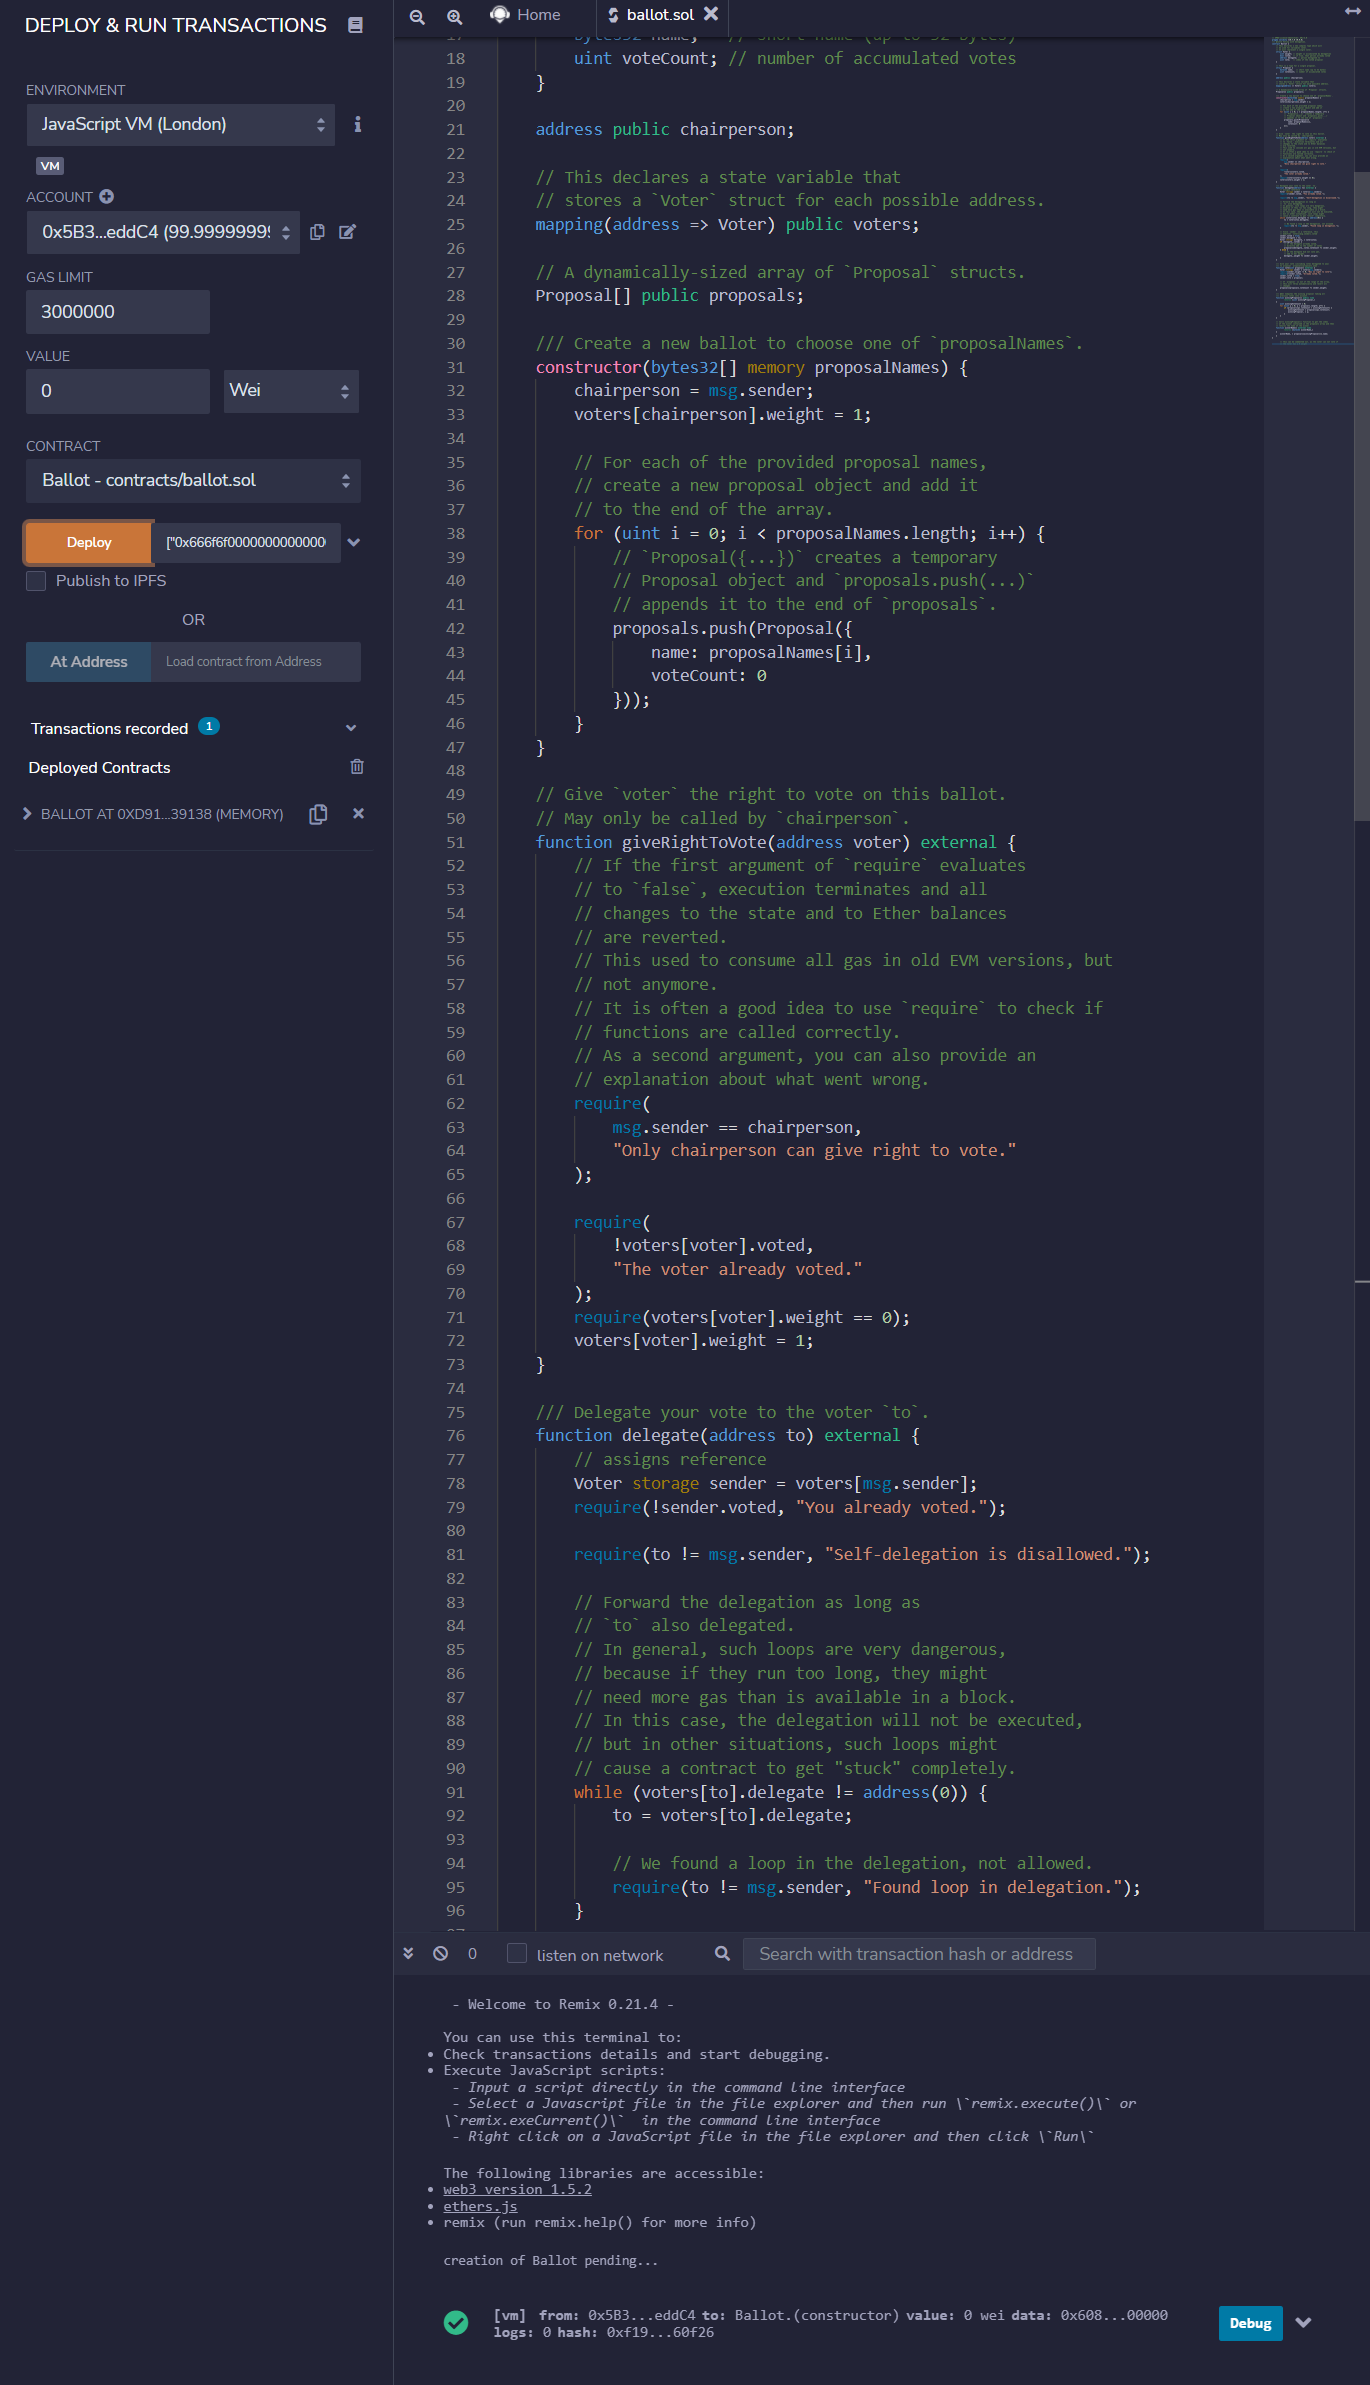 DEPLOY & RUN TRANSACTIONS
ENVIRONMENT
JavaScript VM (London)
VM
ACCOUNT
0x5B3...eddC4 (99.9999999
GAS LIMIT
3000000
VALUE
0
Wei
CONTRACT
Ballot - contracts/ballot.sol
Deploy
["0x666f6f0000000000000
Publish to IPFS
OR
At Address
Load contract from Address
Transactions recorded 1
Deployed Contracts
BALLOT AT 0XD91...39138 (MEMORY)
Home
ballot.sol
17 bytes32 name; // short name (up to 32 bytes)
18 uint voteCount; // number of accumulated votes
19 }
20
21 address public chairperson;
22
23 // This declares a state variable that
24 // stores a `Voter` struct for each possible address.
25 mapping(address => Voter) public voters;
26
27 // A dynamically-sized array of `Proposal` structs.
28 Proposal[] public proposals;
29
30 /// Create a new ballot to choose one of `proposalNames`.
31 constructor(bytes32[] memory proposalNames) {
32 chairperson = msg.sender;
33 voters[chairperson].weight = 1;
34
35 // For each of the provided proposal names,
36 // create a new proposal object and add it
37 // to the end of the array.
38 for (uint i = 0; i < proposalNames.length; i++) {
39 // `Proposal({...})` creates a temporary
40 // Proposal object and `proposals.push(...)`
41 // appends it to the end of `proposals`.
42 proposals.push(Proposal({
43 name: proposalNames[i],
44 voteCount: 0
45 }));
46 }
47 }
48
49 // Give `voter` the right to vote on this ballot.
50 // May only be called by `chairperson`.
51 function giveRightToVote(address voter) external {
52 // If the first argument of `require` evaluates
53 // to `false`, execution terminates and all
54 // changes to the state and to Ether balances
55 // are reverted.
56 // This used to consume all gas in old EVM versions, but
57 // not anymore.
58 // It is often a good idea to use `require` to check if
59 // functions are called correctly.
60 // As a second argument, you can also provide an
61 // explanation about what went wrong.
62 require(
63 msg.sender == chairperson,
64 "Only chairperson can give right to vote."
65 );
66
67 require(
68 !voters[voter].voted,
69 "The voter already voted."
70 );
71 require(voters[voter].weight == 0);
72 voters[voter].weight = 1;
73 }
74
75 /// Delegate your vote to the voter `to`.
76 function delegate(address to) external {
77 // assigns reference
78 Voter storage sender = voters[msg.sender];
79 require(!sender.voted, "You already voted.");
80
81 require(to != msg.sender, "Self-delegation is disallowed.");
82
83 // Forward the delegation as long as
84 // `to` also delegated.
85 // In general, such loops are very dangerous,
86 // because if they run too long, they might
87 // need more gas than is available in a block.
88 // In this case, the delegation will not be executed,
89 // but in other situations, such loops might
90 // cause a contract to get "stuck" completely.
91 while (voters[to].delegate != address(0)) {
92 to = voters[to].delegate;
93
94 // We found a loop in the delegation, not allowed.
95 require(to != msg.sender, "Found loop in delegation.");
96 }
0
listen on network
Search with transaction hash or address
- Welcome to Remix 0.21.4 -
You can use this terminal to:
• Check transactions details and start debugging.
• Execute JavaScript scripts:
- Input a script directly in the command line interface
- Select a Javascript file in the file explorer and then run \`remix.execute()\` or
\`remix.exeCurrent()\` in the command line interface
- Right click on a JavaScript file in the file explorer and then click \`Run\`
The following libraries are accessible:
• web3 version 1.5.2
• ethers.js
• remix (run remix.help() for more info)
creation of Ballot pending...
[vm] from: 0x5B3...eddC4 to: Ballot.(constructor) value: 0 wei data: 0x608...00000
logs: 0 hash: 0xf19...60f26
Debug